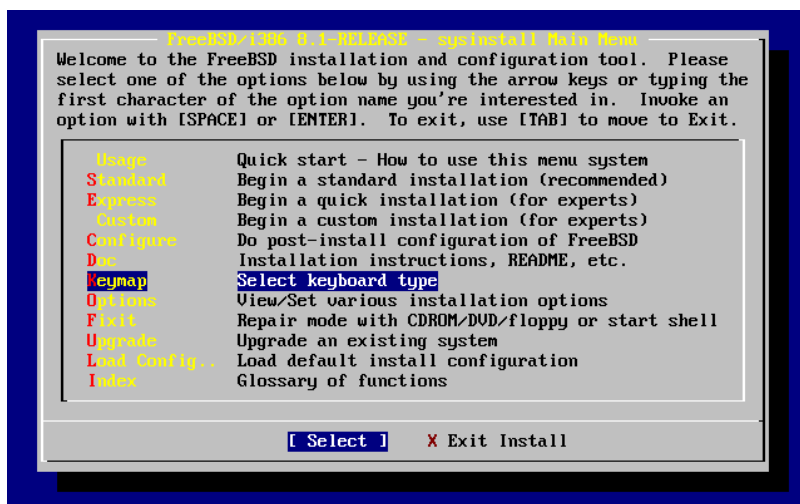 FreeBSD/i386 8.1-RELEASE - sysinstall Main Menu
Welcome to the FreeBSD installation and configuration tool.  Please
select one of the options below by using the arrow keys or typing the
first character of the option name you're interested in.  Invoke an
option with [SPACE] or [ENTER].  To exit, use [TAB] to move to Exit.
Usage Quick start - How to use this menu system
Standard Begin a standard installation (recommended)
Express Begin a quick installation (for experts)
Custom Begin a custom installation (for experts)
Configure Do post-install configuration of FreeBSD
Doc Installation instructions, README, etc.
Keymap Select keyboard type
Options View/Set various installation options
Fixit Repair mode with CDROM/DVD/floppy or start shell
Upgrade Upgrade an existing system
Load Config.. Load default install configuration
Index Glossary of functions
[ Select ] X Exit Install